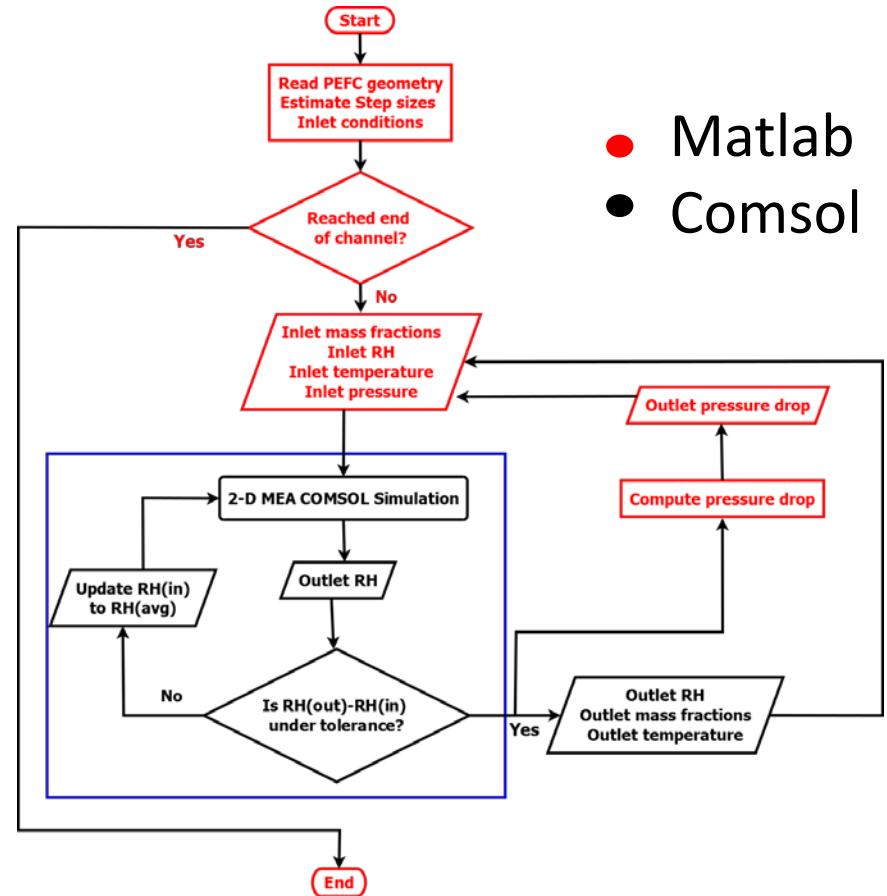 Start
Read PEFC geometry
Estimate Step sizes
Inlet conditions
Matlab
Comsol
Reached end
of channel?
Yes
No
Inlet mass fractions
Inlet RH
Inlet temperature
Inlet pressure
Outlet pressure drop
2-D MEA COMSOL Simulation
Compute pressure drop
Outlet RH
Update RH(in)
to RH(avg)
No
Is RH(out)-RH(in)
under tolerance?
Yes
Outlet RH
Outlet mass fractions
Outlet temperature
End